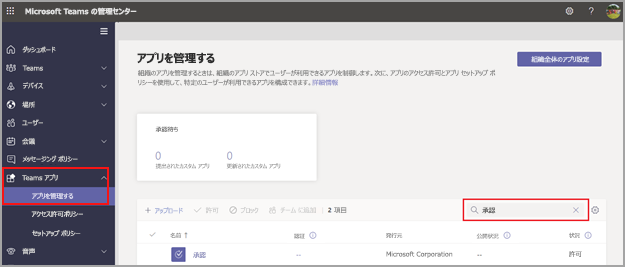 Microsoft Teams の管理センター
ダッシュボード
Teams
デバイス
場所
ユーザー
会議
メッセージング ポリシー
Teams アプリ
アプリを管理する
アクセス許可ポリシー
セットアップ ポリシー
音声
アプリを管理する
組織全体のアプリ設定
組織のアプリを管理するときは、組織のアプリ ストアでユーザーが利用できるアプリを制御します。次に、アプリのアクセス許可とアプリ セットアップ ポ
リシーを使用して、特定のユーザーが利用できるアプリを構成できます。詳細情報
承認待ち
0 0
提出されたカスタム アプリ 更新されたカスタム アプリ
+ アップロード 許可 ブロック チームに追加 2 項目 承認
名前 ↑ 認証 発行元 公開状況 状況
承認 -- Microsoft Corporation -- 許可